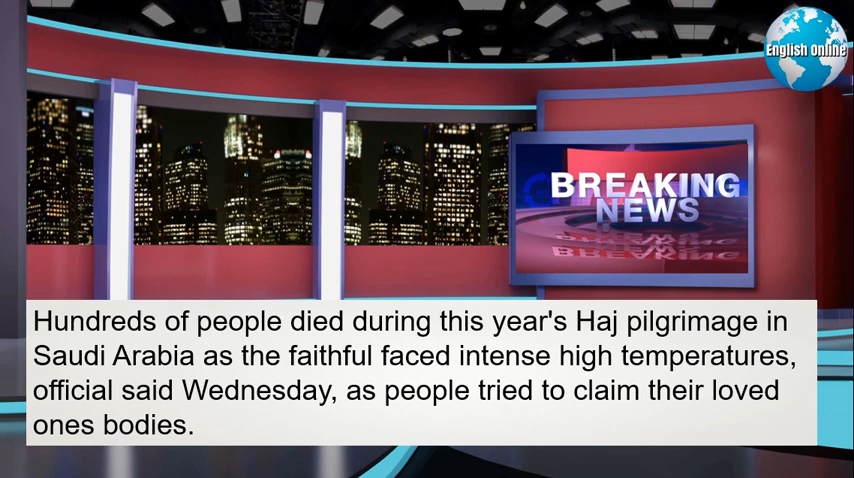 English Online
BREAKING
NEWS
Hundreds of people died during this year's Haj pilgrimage in
Saudi Arabia as the faithful faced intense high temperatures,
official said Wednesday, as people tried to claim their loved
ones bodies.